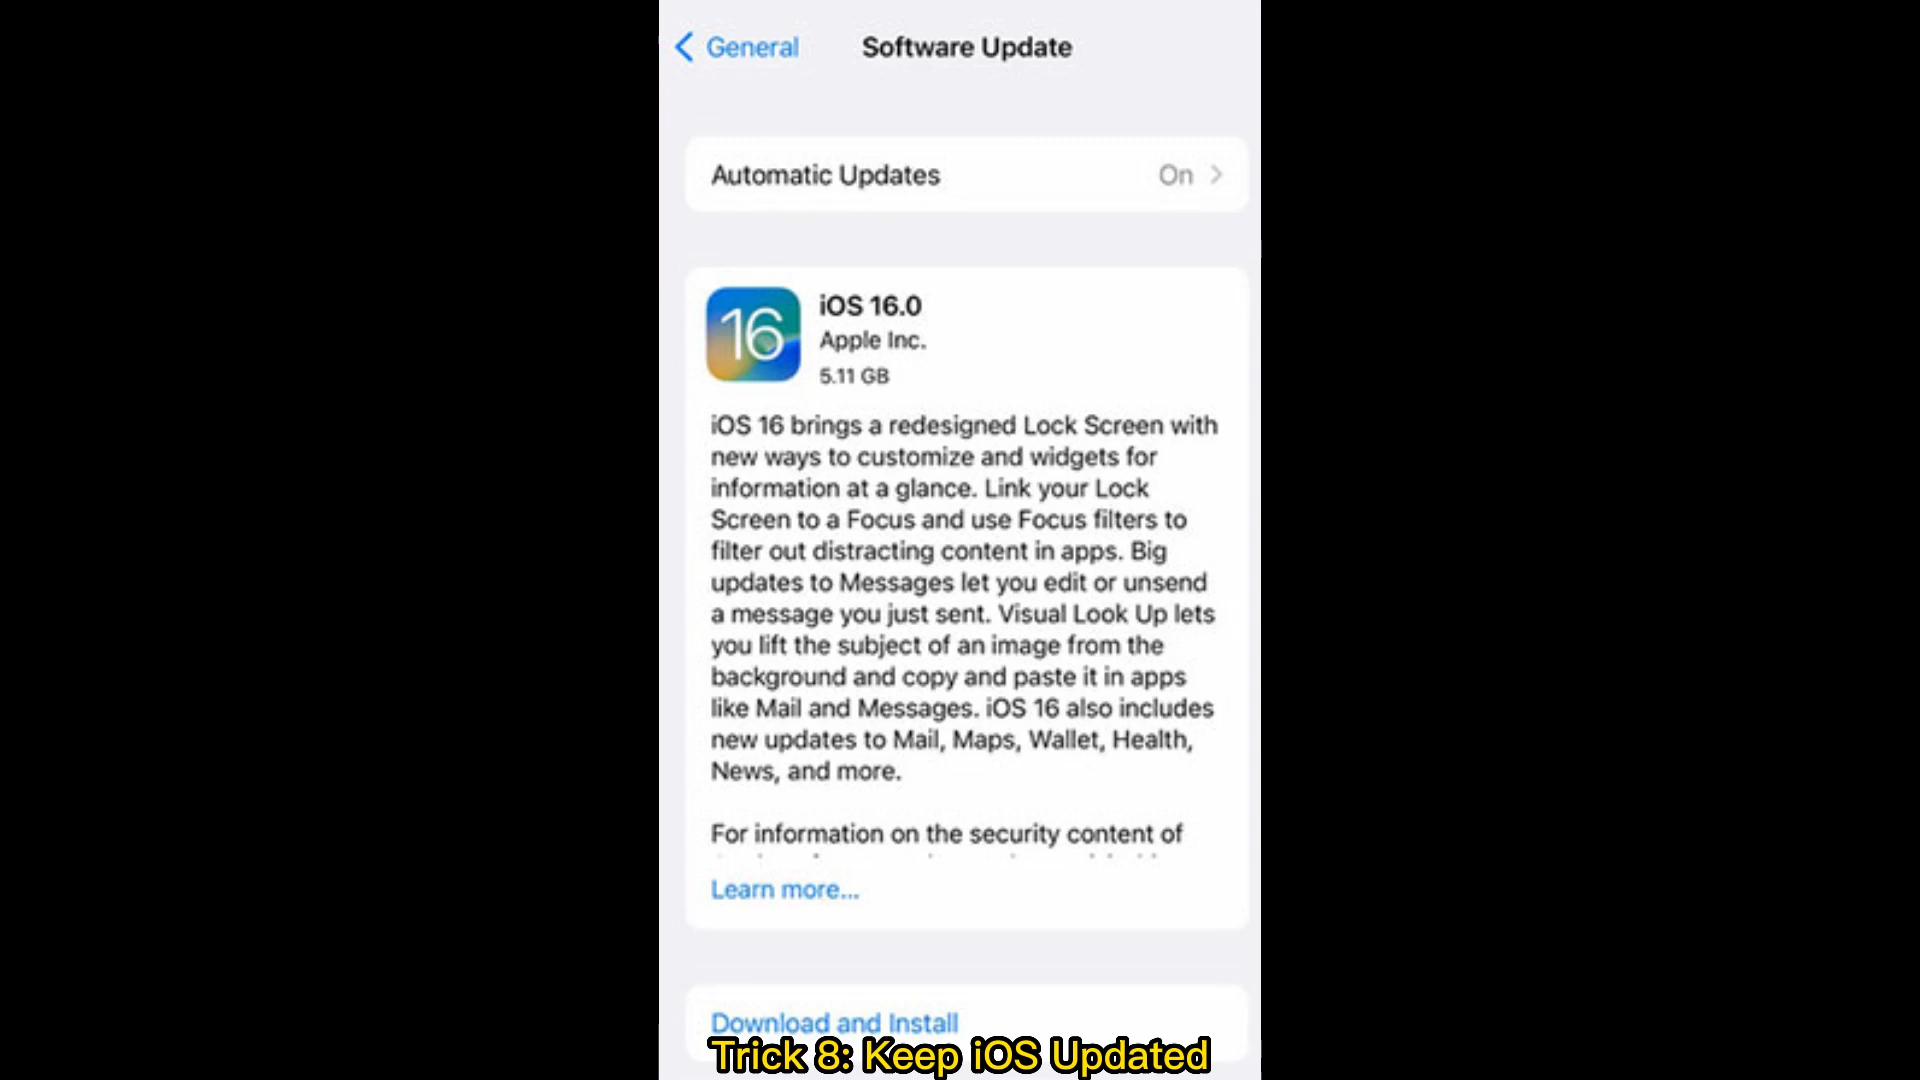 General
Software Update
Automatic Updates
On
16
iOS 16.0
Apple Inc.
5.11 GB
iOS 16 brings a redesigned Lock Screen with
new ways to customize and widgets for
information at a glance. Link your Lock
Screen to a Focus and use Focus filters to
filter out distracting content in apps. Big
updates to Messages let you edit or unsend
a message you just sent. Visual Look Up lets
you lift the subject of an image from the
background and copy and paste it in apps
like Mail and Messages. iOS 16 also includes
new updates to Mail, Maps, Wallet, Health,
News, and more.
For information on the security content of
Learn more...
Download and Install
Trick 8: Keep iOS Updated